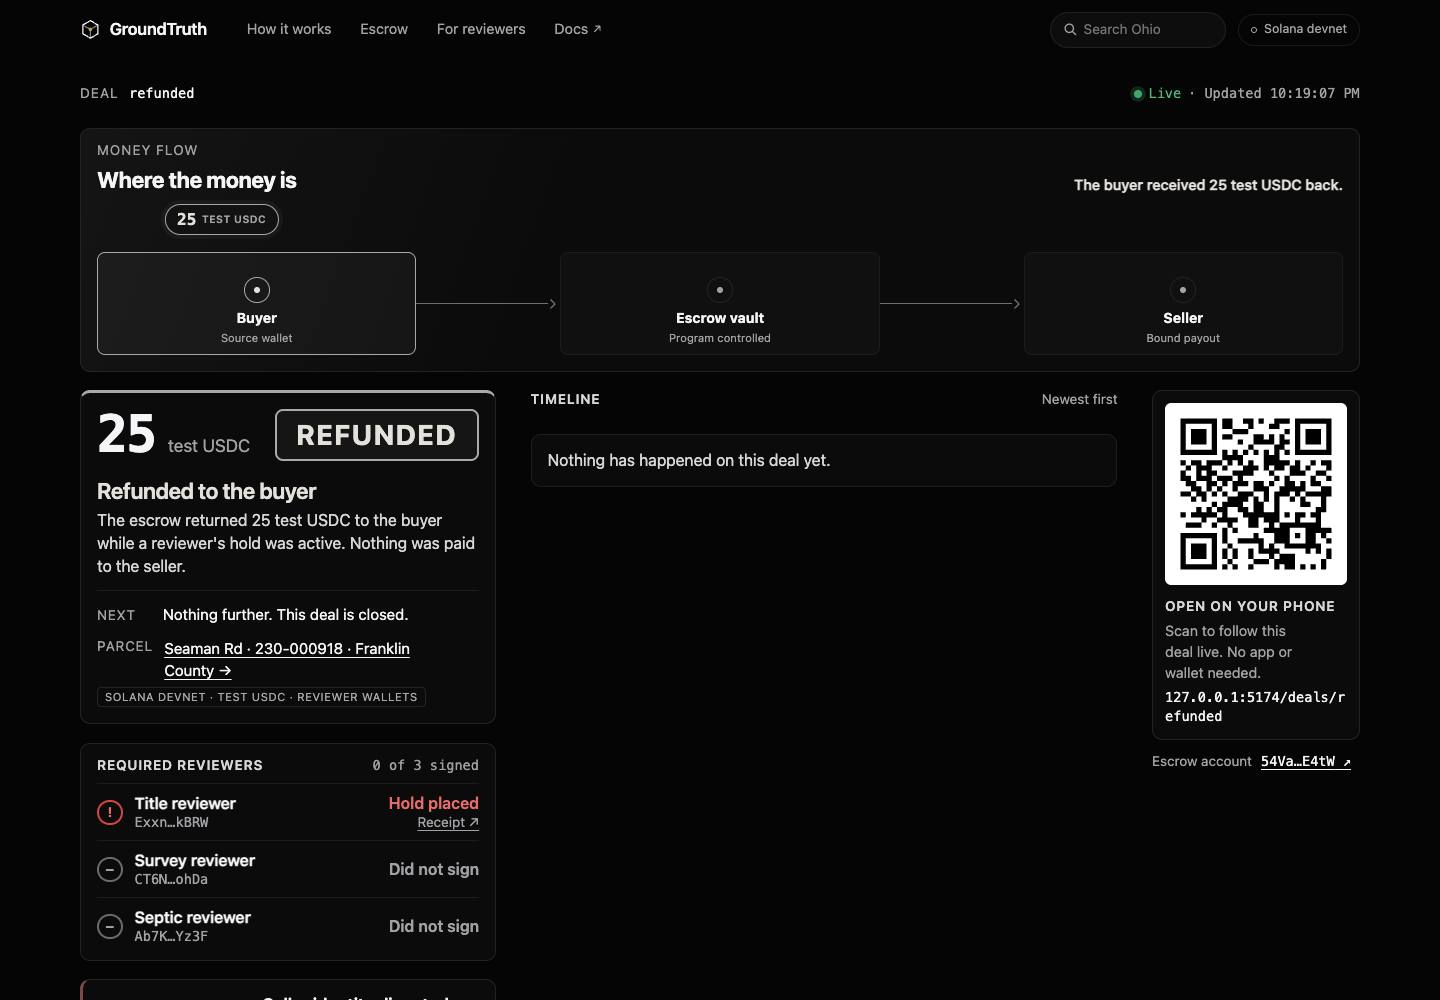 GroundTruth
How it works
Escrow
For reviewers
Docs ↗
Search Ohio
Solana devnet
DEAL refunded
Live · Updated 10:19:07 PM
MONEY FLOW
Where the money is
The buyer received 25 test USDC back.
25 TEST USDC
Buyer
Source wallet
Escrow vault
Program controlled
Seller
Bound payout
25 test USDC
REFUNDED
Refunded to the buyer
The escrow returned 25 test USDC to the buyer
while a reviewer's hold was active. Nothing was paid
to the seller.
NEXT Nothing further. This deal is closed.
PARCEL Seaman Rd · 230-000918 · Franklin
County →
SOLANA DEVNET · TEST USDC · REVIEWER WALLETS
REQUIRED REVIEWERS
0 of 3 signed
Title reviewer
Exxn…kBRW
Hold placed
Receipt ↗
Survey reviewer
CT6N…ohDa
Did not sign
Septic reviewer
Ab7K…Yz3F
Did not sign
TIMELINE
Newest first
Nothing has happened on this deal yet.
OPEN ON YOUR PHONE
Scan to follow this
deal live. No app or
wallet needed.
127.0.0.1:5174/deals/r
efunded
Escrow account 54Va…E4tW ↗